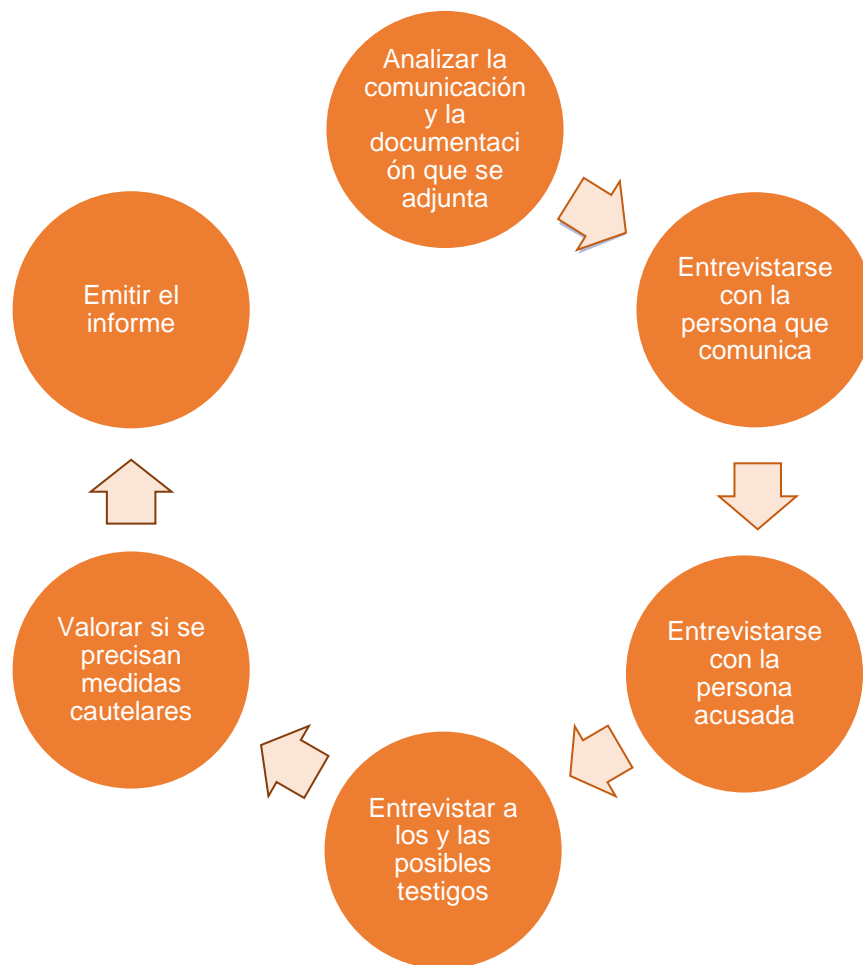 Analizar la
comunicación
y la
documentaci
ón que se
adjunta
Entrevistarse
con la
persona que
comunica
Entrevistarse
con la
persona
acusada
Entrevistar a
los y las
posibles
testigos
Valorar si se
precisan
medidas
cautelares
Emitir el
informe